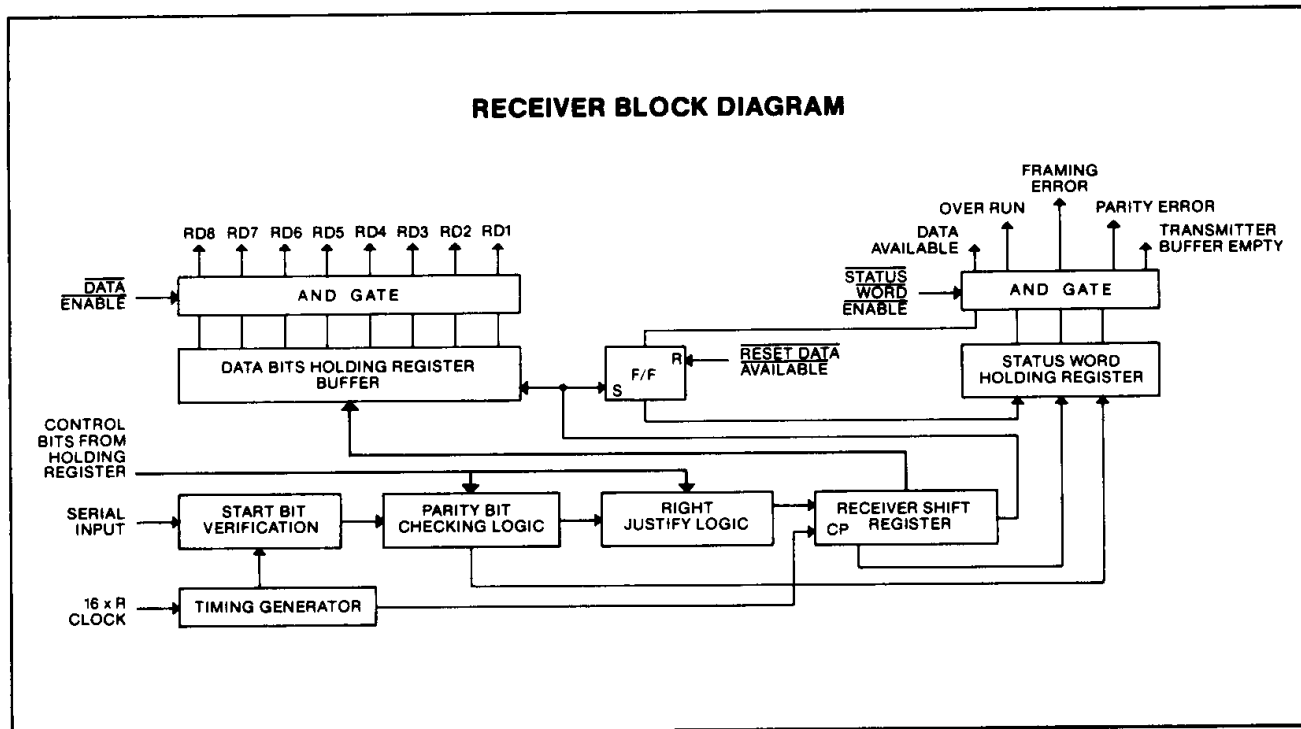 RECEIVER BLOCK DIAGRAM
FRAMING
ERROR
OVER RUN
PARITY ERROR
DATA
AVAILABLE
TRANSMITTER
BUFFER EMPTY
RD8 RD7 RD6 RD5 RD4 RD3 RD2 RD1
DATA
ENABLE
AND GATE
STATUS
WORD
ENABLE
AND GATE
DATA BITS HOLDING REGISTER
BUFFER
R
F/F
S
RESET DATA
AVAILABLE
STATUS WORD
HOLDING REGISTER
CONTROL
BITS FROM
HOLDING
REGISTER
SERIAL
INPUT
START BIT
VERIFICATION
PARITY BIT
CHECKING LOGIC
RIGHT
JUSTIFY LOGIC
RECEIVER SHIFT
REGISTER
CP
16 x R
CLOCK
TIMING GENERATOR